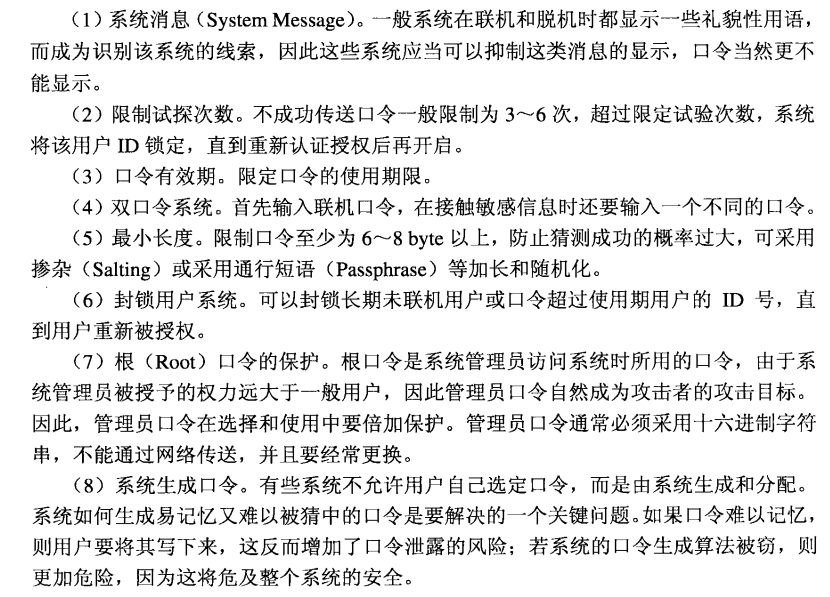 （1）系统消息（System Message）。一般系统在联机和脱机时都显示一些礼貌性用语，
而成为识别该系统的线索，因此这些系统应当可以抑制这类消息的显示，口令当然更不
能显示。
（2）限制试探次数。不成功传送口令一般限制为 3～6 次，超过限定试验次数，系统
将该用户 ID 锁定，直到重新认证授权后再开启。
（3）口令有效期。限定口令的使用期限。
（4）双口令系统。首先输入联机口令，在接触敏感信息时还要输入一个不同的口令。
（5）最小长度。限制口令至少为 6～8 byte 以上，防止猜测成功的概率过大，可采用
掺杂（Salting）或采用通行短语（Passphrase）等加长和随机化。
（6）封锁用户系统。可以封锁长期未联机用户或口令超过使用期用户的 ID 号，直
到用户重新被授权。
（7）根（Root）口令的保护。根口令是系统管理员访问系统时所用的口令，由于系
统管理员被授予的权力远大于一般用户，因此管理员口令自然成为攻击者的攻击目标。
因此，管理员口令在选择和使用中要倍加保护。管理员口令通常必须采用十六进制字符
串，不能通过网络传送，并且要经常更换。
（8）系统生成口令。有些系统不允许用户自己选定口令，而是由系统生成和分配。
系统如何生成易记忆又难以被猜中的口令是要解决的一个关键问题。如果口令难以记忆，
则用户要将其写下来，这反而增加了口令泄露的风险；若系统的口令生成算法被窃，则
更加危险，因为这将危及整个系统的安全。